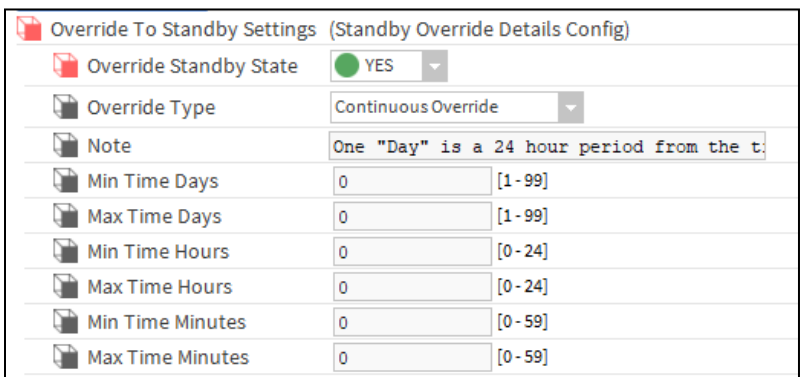 Override To Standby Settings (Standby Override Details Config)
Override Standby State YES
Override Type Continuous Override
Note One "Day" is a 24 hour period from the
Min Time Days 0 [1-99]
Max Time Days 0 [1-99]
Min Time Hours 0 [0-24]
Max Time Hours 0 [0-24]
Min Time Minutes 0 [0-59]
Max Time Minutes 0 [0-59]